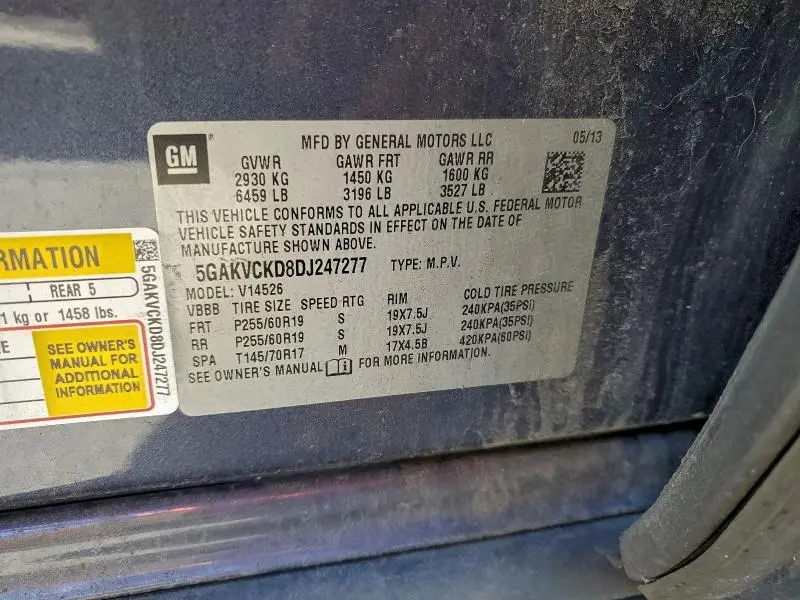 GM
MFD BY GENERAL MOTORS LLC 05/13
GVWR GAWR FRT GAWR RR
2930 KG 1450 KG 1600 KG
6459 LB 3196 LB 3527 LB
THIS VEHICLE CONFORMS TO ALL APPLICABLE U.S. FEDERAL MOTOR
VEHICLE SAFETY STANDARDS IN EFFECT ON THE DATE OF
MANUFACTURE SHOWN ABOVE.
5GAKVCKD8DJ247277 TYPE: M.P.V.
MODEL: V14526
VBBB TIRE SIZE SPEED RTG RIM COLD TIRE PRESSURE
FRT P255/60R19 S 19X7.5J 240KPA(35PSI)
RR P255/60R19 S 19X7.5J 240KPA(35PSI)
SPA T145/70R17 M 17X4.5B 420KPA(60PSI)
SEE OWNER'S MANUAL FOR MORE INFORMATION.
RMATION
REAR 5
1 kg or 1458 lbs.
E
SEE OWNER'S
MANUAL FOR
ADDITIONAL
INFORMATION
5GAKVCKD8DJ247277